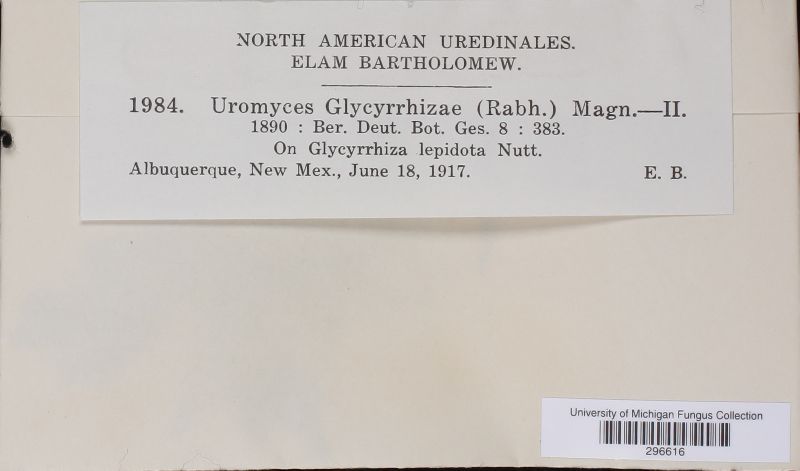 NORTH AMERICAN UREDINALES.
ELAM BARTHOLOMEW.
1984. Uromyces Glycyrrhizae (Rabh.) Magn.—II.
1890 : Ber. Deut. Bot. Ges. 8 : 383.
On Glycyrrhiza lepidota Nutt.
Albuquerque, New Mex., June 18, 1917. E. B.
University of Michigan Fungus Collection
296616